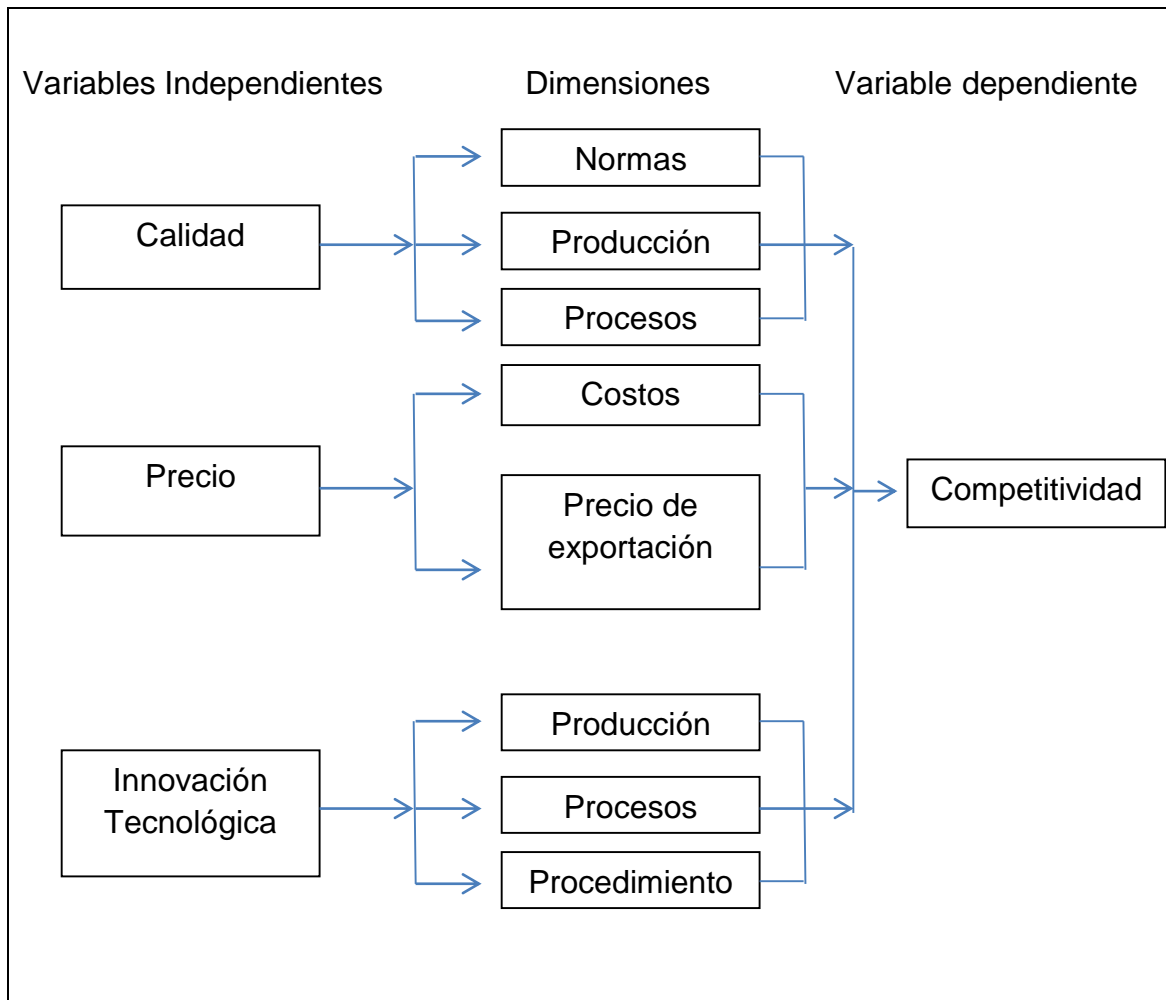 Variables Independientes
Dimensiones
Variable dependiente
Normas
Calidad
Producción
Procesos
Costos
Precio
Precio de
exportación
Competitividad
Producción
Innovación
Tecnológica
Procesos
Procedimiento